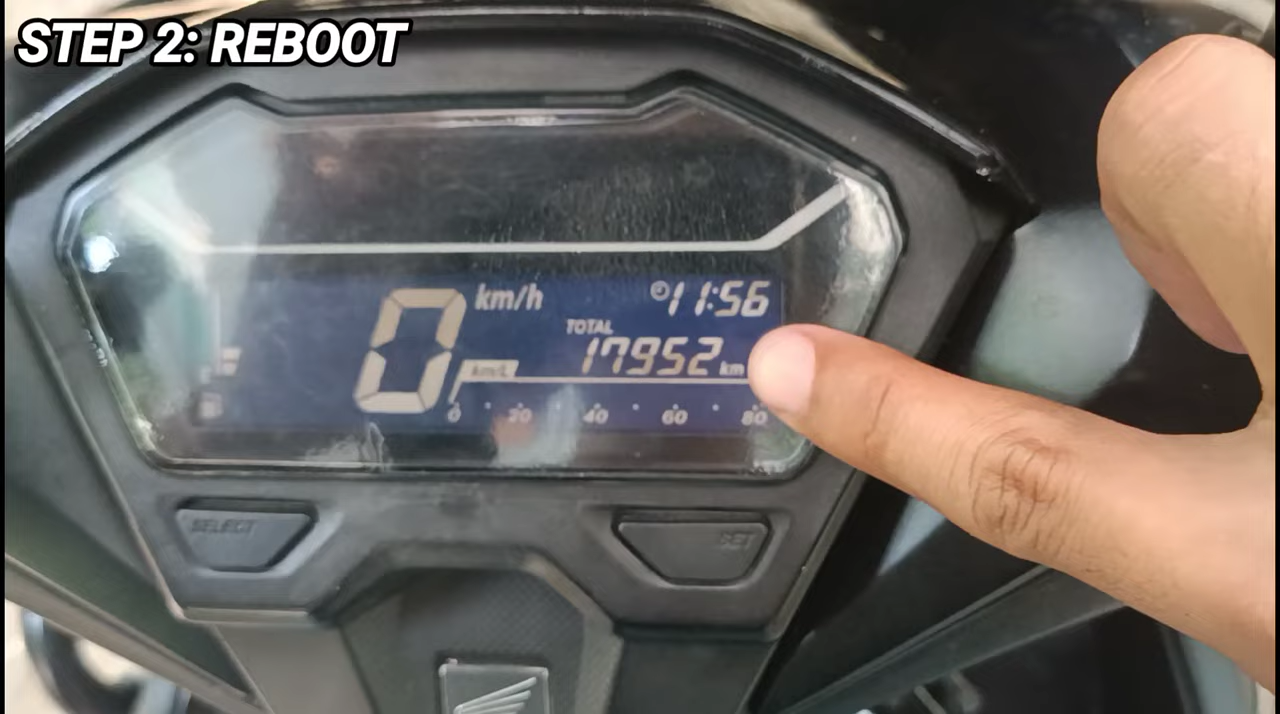 STEP 2: REBOOT
0 km/h
11:56
TOTAL
17952 km
km/L
0 20 40 60 80
SELECT
SET